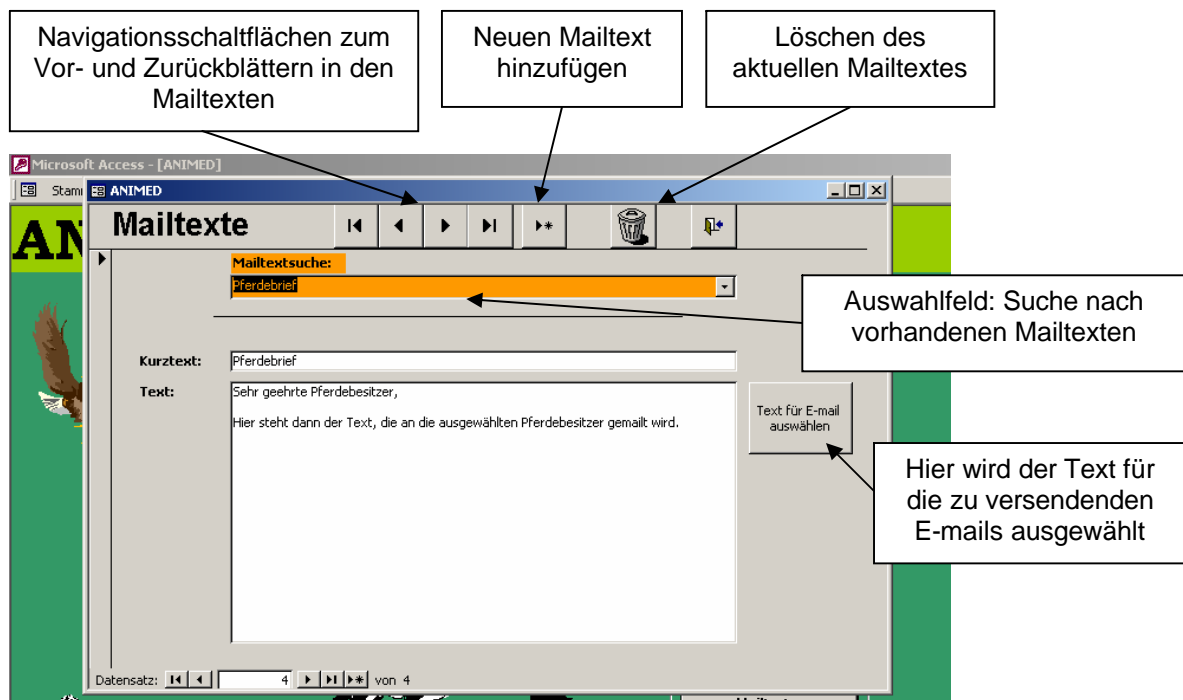 Navigationsschaltflächen zum
Vor- und Zurückblättern in den
Mailtexten
Neuen Mailtext
hinzufügen
Löschen des
aktuellen Mailtextes
Microsoft Access - [ANIMED]
ANIMED
Mailtexte
Mailtextsuche:
Pferdebrief
Auswahlfeld: Suche nach
vorhandenen Mailtexten
Kurztext: Pferdebrief
Text: Sehr geehrte Pferdebesitzer,
Hier steht dann der Text, die an die ausgewählten Pferdebesitzer gemailt wird.
Text für E-mail
auswählen
Hier wird der Text für
die zu versendenden
E-mails ausgewählt
Datensatz: 4 von 4